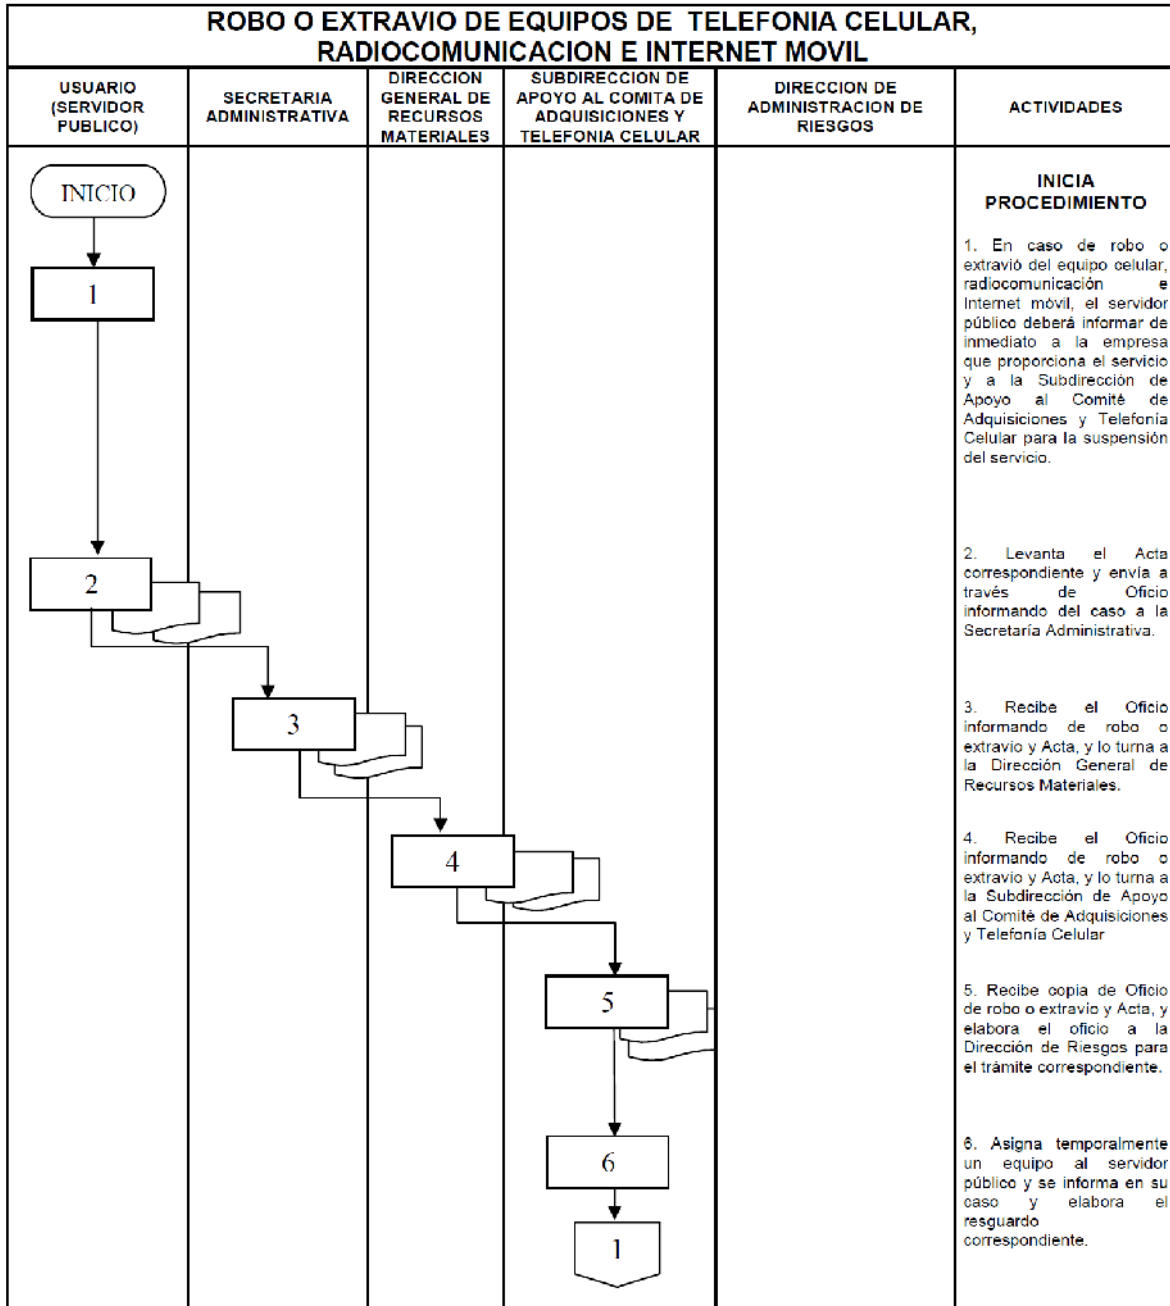 ROBO O EXTRAVIO DE EQUIPOS DE TELEFONIA CELULAR,
RADIOCOMUNICACION E INTERNET MOVIL
USUARIO
(SERVIDOR
PUBLICO)
SECRETARIA
ADMINISTRATIVA
DIRECCION
GENERAL DE
RECURSOS
MATERIALES
SUBDIRECCION DE
APOYO AL COMITA DE
ADQUISICIONES Y
TELEFONIA CELULAR
DIRECCION DE
ADMINISTRACION DE
RIESGOS
ACTIVIDADES
INICIO
1
2
3
4
5
6
1
INICIA
PROCEDIMIENTO
1. En caso de robo o
extravió del equipo celular,
radiocomunicación e
Internet móvil, el servidor
público deberá informar de
inmediato a la empresa
que proporciona el servicio
y a la Subdirección de
Apoyo al Comité de
Adquisiciones y Telefonía
Celular para la suspensión
del servicio.
2. Levanta el Acta
correspondiente y envía a
través de Oficio
informando del caso a la
Secretaría Administrativa.
3. Recibe el Oficio
informando de robo o
extravio y Acta, y lo turna a
la Dirección General de
Recursos Materiales.
4. Recibe el Oficio
informando de robo o
extravio y Acta, y lo turna a
la Subdirección de Apoyo
al Comité de Adquisiciones
y Telefonía Celular
5. Recibe copia de Oficio
de robo o extravio y Acta, y
elabora el oficio a la
Dirección de Riesgos para
el trámite correspondiente.
6. Asigna temporalmente
un equipo al servidor
público y se informa en su
caso y elabora el
resguardo
correspondiente.